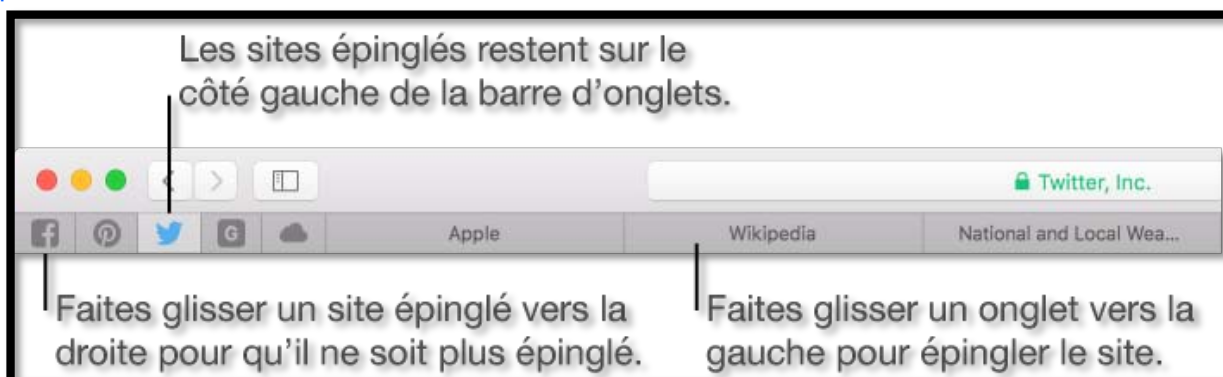 Les sites épinglés restent sur le
côté gauche de la barre d’onglets.
Twitter, Inc.
G
Apple
Wikipedia
National and Local Wea...
Faites glisser un site épinglé vers la
droite pour qu’il ne soit plus épinglé.
Faites glisser un onglet vers la
gauche pour épingler le site.